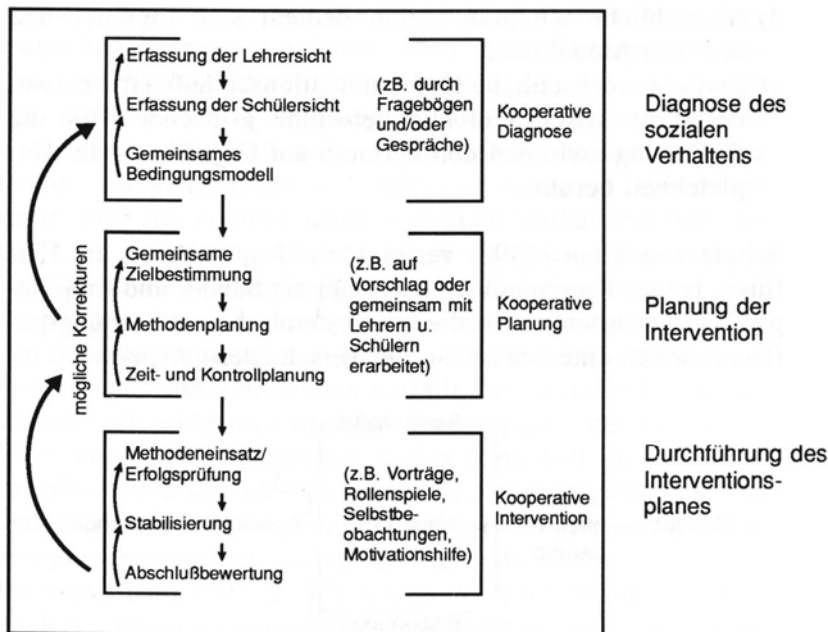 Erfassung der Lehrersicht
Erfassung der Schülersicht
Gemeinsames
Bedingungsmodell
(zB. durch
Fragebögen
und/oder
Gespräche)
Kooperative
Diagnose
Diagnose des
sozialen
Verhaltens
mögliche Korrekturen
Gemeinsame
Zielbestimmung
Methodenplanung
Zeit- und Kontrollplanung
(z.B. auf
Vorschlag oder
gemeinsam mit
Lehrern u.
Schülern
erarbeitet)
Kooperative
Planung
Planung der
Intervention
Methodeneinsatz/
Erfolgsprüfung
Stabilisierung
Abschlußbewertung
(z.B. Vorträge,
Rollenspiele,
Selbstbe-
obachtungen,
Motivationshilfe)
Kooperative
Intervention
Durchführung des
Interventions-
planes